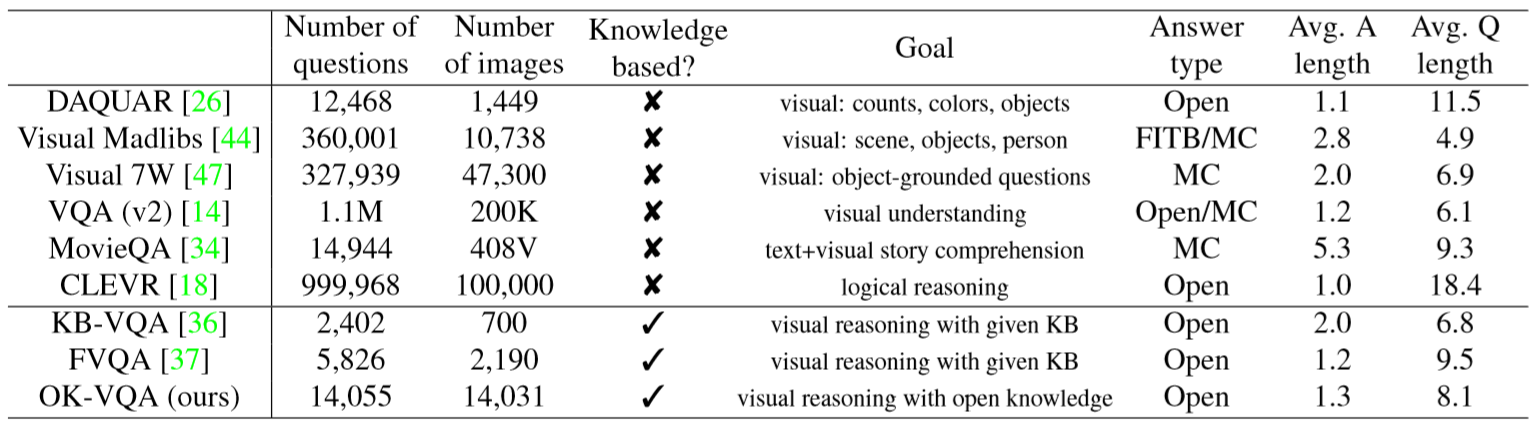 Number of questions Number of images Knowledge based? Goal Answer type Avg. A length Avg. Q length
DAQUAR [26] 12,468 1,449 ✘ visual: counts, colors, objects Open 1.1 11.5
Visual Madlibs [44] 360,001 10,738 ✘ visual: scene, objects, person FITB/MC 2.8 4.9
Visual 7W [47] 327,939 47,300 ✘ visual: object-grounded questions MC 2.0 6.9
VQA (v2) [14] 1.1M 200K ✘ visual understanding Open/MC 1.2 6.1
MovieQA [34] 14,944 408V ✘ text+visual story comprehension MC 5.3 9.3
CLEVR [18] 999,968 100,000 ✘ logical reasoning Open 1.0 18.4
KB-VQA [36] 2,402 700 ✓ visual reasoning with given KB Open 2.0 6.8
FVQA [37] 5,826 2,190 ✓ visual reasoning with given KB Open 1.2 9.5
OK-VQA (ours) 14,055 14,031 ✓ visual reasoning with open knowledge Open 1.3 8.1